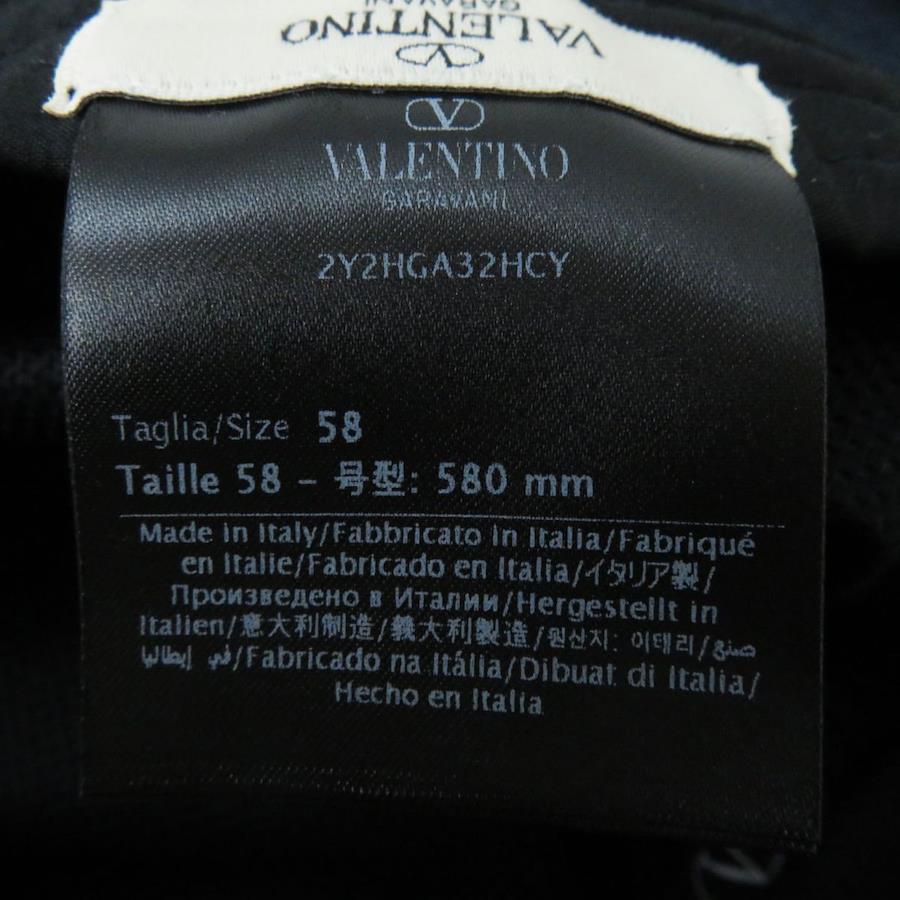 VALENTINO
GARAVANI
VALENTINO
GARAVANI
2Y2HGA32HCY
Taglia/Size 58
Taille 58 - 号型: 580 mm
Made in Italy/Fabbricato in Italia/Fabriqué
en Italie/Fabricado en Italia/イタリア製/
Произведено в Италии/Hergestellt in
Italien/意大利制造/義大利製造/원산지: 이태리/صنع
في إيطاليا/Fabricado na Itália/Dibuat di Italia/
Hecho en Italia